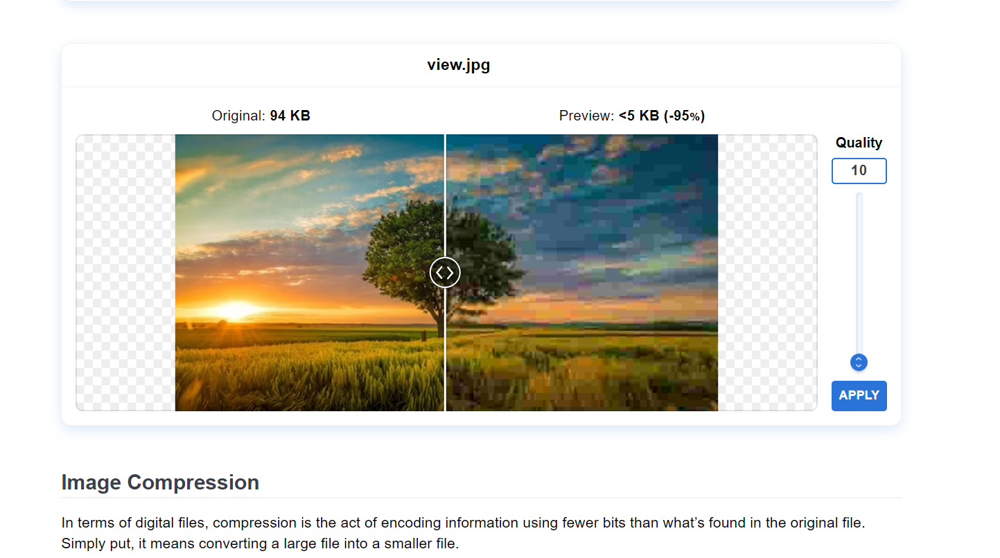 view.jpg
Original: 94 KB
Preview: <5 KB (-95%)
Quality
10
APPLY
Image Compression
In terms of digital files, compression is the act of encoding information using fewer bits than what’s found in the original file.
Simply put, it means converting a large file into a smaller file.